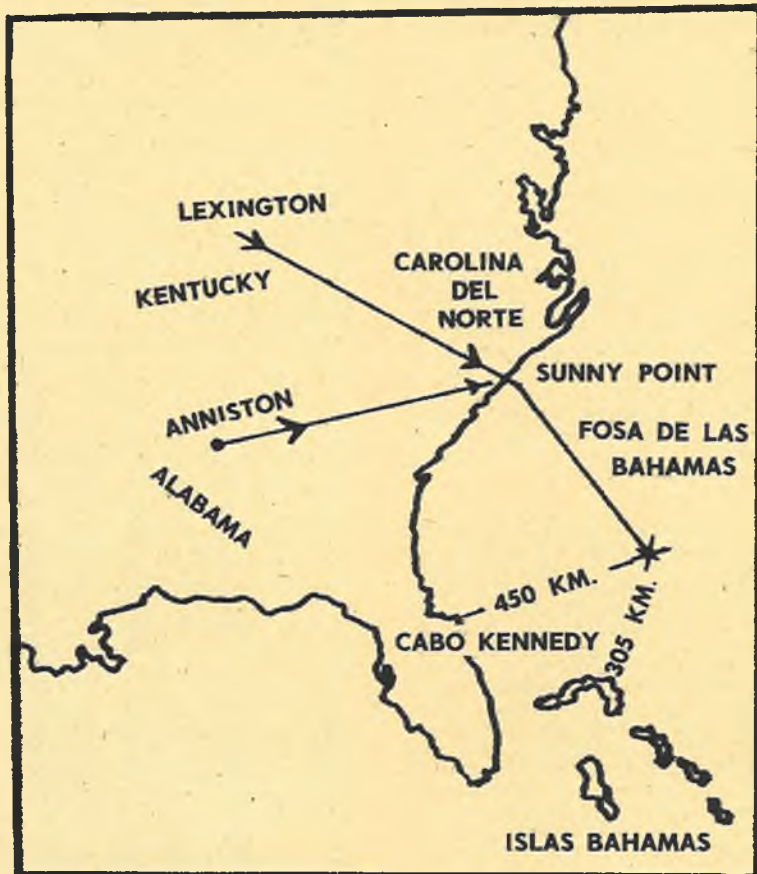 LEXINGTON
KENTUCKY
CAROLINA
DEL
NORTE
SUNNY POINT
ANNISTON
ALABAMA
FOSA DE LAS
BAHAMAS
450 KM.
305 KM.
CABO KENNEDY
ISLAS BAHAMAS